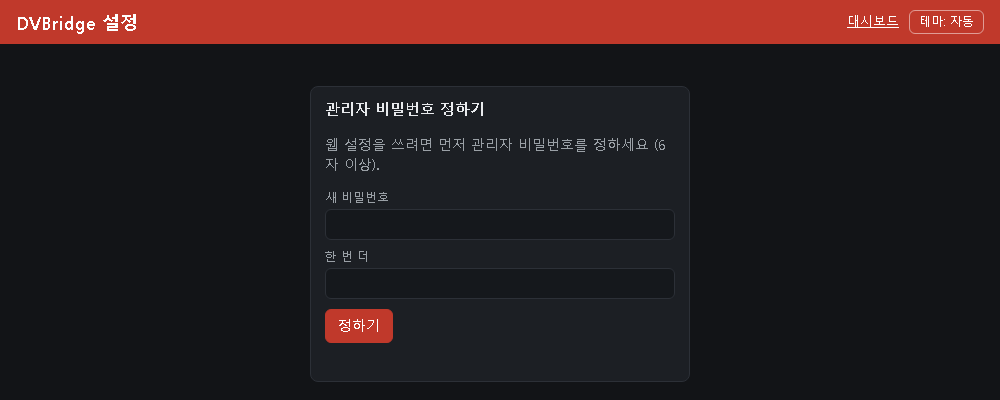 DVBridge 설정
대시보드
테마: 자동
관리자 비밀번호 정하기
웹 설정을 쓰려면 먼저 관리자 비밀번호를 정하세요 (6
자 이상).
새 비밀번호
한 번 더
정하기